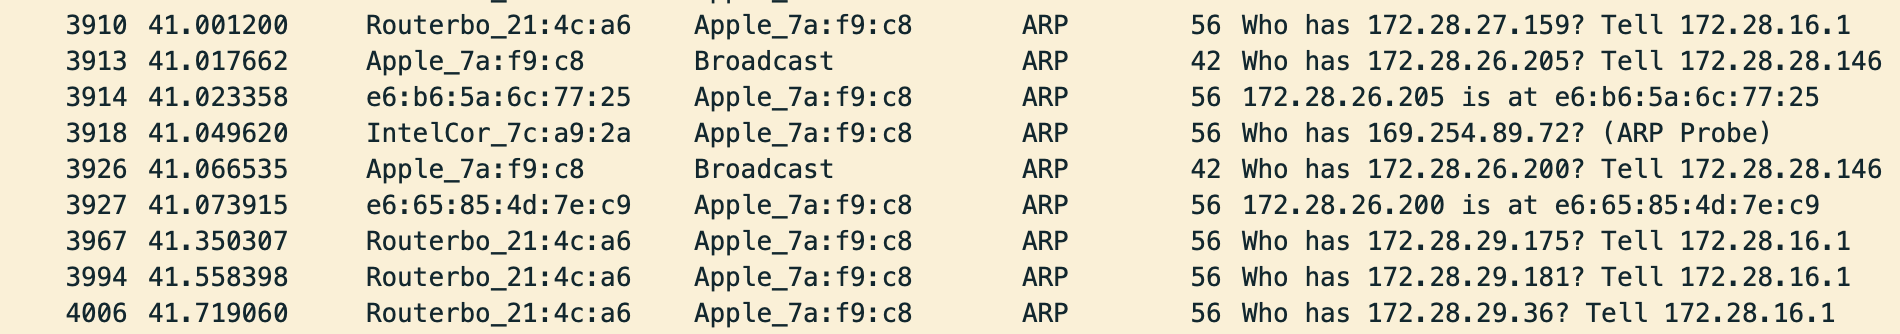 3910 41.001200 Routerbo_21:4c:a6 Apple_7a:f9:c8 ARP 56 Who has 172.28.27.159? Tell 172.28.16.1
3913 41.017662 Apple_7a:f9:c8 Broadcast ARP 42 Who has 172.28.26.205? Tell 172.28.28.146
3914 41.023358 e6:b6:5a:6c:77:25 Apple_7a:f9:c8 ARP 56 172.28.26.205 is at e6:b6:5a:6c:77:25
3918 41.049620 IntelCor_7c:a9:2a Apple_7a:f9:c8 ARP 56 Who has 169.254.89.72? (ARP Probe)
3926 41.066535 Apple_7a:f9:c8 Broadcast ARP 42 Who has 172.28.26.200? Tell 172.28.28.146
3927 41.073915 e6:65:85:4d:7e:c9 Apple_7a:f9:c8 ARP 56 172.28.26.200 is at e6:65:85:4d:7e:c9
3967 41.350307 Routerbo_21:4c:a6 Apple_7a:f9:c8 ARP 56 Who has 172.28.29.175? Tell 172.28.16.1
3994 41.558398 Routerbo_21:4c:a6 Apple_7a:f9:c8 ARP 56 Who has 172.28.29.181? Tell 172.28.16.1
4006 41.719060 Routerbo_21:4c:a6 Apple_7a:f9:c8 ARP 56 Who has 172.28.29.36? Tell 172.28.16.1